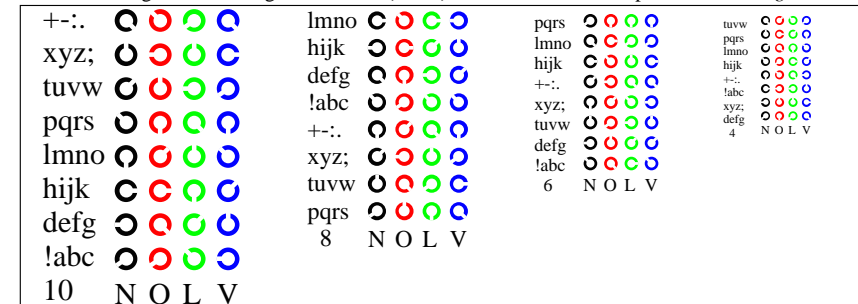 +-:.
xyz;
tuvw
pqrs
lmno
hijk
defg
!abc
10 N O L V
lmno
hijk
defg
!abc
+-:.
xyz;
tuvw
pqrs
8 N O L V
pqrs
lmno
hijk
+-:.
xyz;
tuvw
defg
!abc
6 N O L V
tuvw
pqrs
lmno
hijk
+-:.
!abc
xyz;
defg
4 N O L V